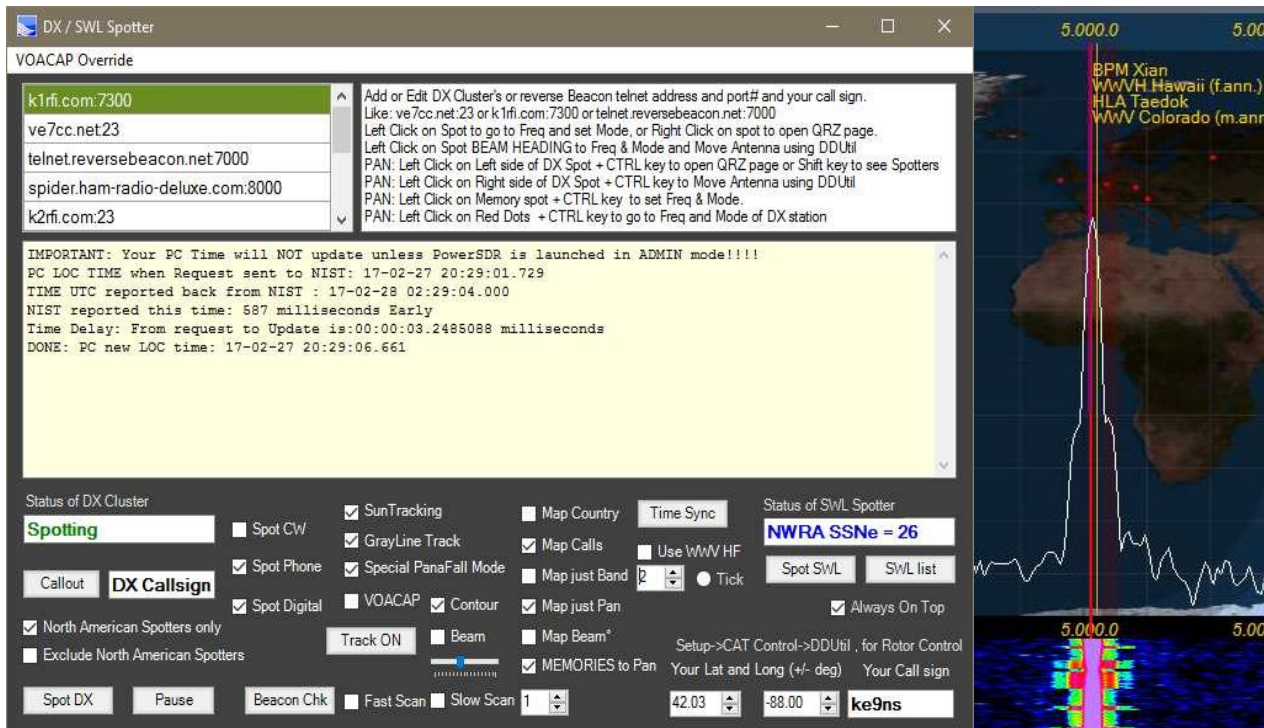 DX / SWL Spotter
VOACAP Override
k1rfi.com:7300
ve7cc.net:23
telnet.reversebeacon.net:7000
spider.ham-radio-deluxe.com:8000
k2rfi.com:23
Add or Edit DX Cluster's or reverse Beacon telnet address and port# and your call sign.
Like: ve7cc.net:23 or k1rfi.com:7300 or telnet.reversebeacon.net:7000
Left Click on Spot to go to Freq and set Mode, or Right Click on spot to open QRZ page.
Left Click on Spot BEAM HEADING to Freq & Mode and Move Antenna using DDUtil
PAN: Left Click on Left side of DX Spot + CTRL key to open QRZ page or Shift key to see Spotters
PAN: Left Click on Right side of DX Spot + CTRL key to Move Antenna using DDUtil
PAN: Left Click on Memory spot + CTRL key  to set Freq & Mode.
PAN: Left Click on Red Dots  + CTRL key to go to Freq and Mode of DX station
IMPORTANT: Your PC Time will NOT update unless PowerSDR is launched in ADMIN mode!!!!
PC LOC TIME when Request sent to NIST: 17-02-27 20:29:01.729
TIME UTC reported back from NIST : 17-02-28 02:29:04.000
NIST reported this time: 587 milliseconds Early
Time Delay: From request to Update is:00:00:03.2485088 milliseconds
DONE: PC new LOC time: 17-02-27 20:29:06.661
Status of DX Cluster
Spotting
Callout
DX Callsign
North American Spotters only
Exclude North American Spotters
Spot DX
Pause
Beacon Chk
Spot CW
Spot Phone
Spot Digital
SunTracking
GrayLine Track
Special PanaFall Mode
VOACAP
Contour
Track ON
Beam
Fast Scan
Slow Scan
1
Map Country
Map Calls
Map just Band
Map just Pan
Map Beam°
MEMORIES to Pan
Time Sync
Use WWV HF
2
Tick
Status of SWL Spotter
NWRA SSNe = 26
Spot SWL
SWL list
Always On Top
Setup->CAT Control->DDUtil , for Rotor Control
Your Lat and Long (+/- deg)
Your Call sign
42.03
-88.00
ke9ns
5.000.0
5.00
BPM Xian
WWVH Hawaii (f.ann.)
HLA Taedok
WWV Colorado (m.ann
5.000.0
5.00